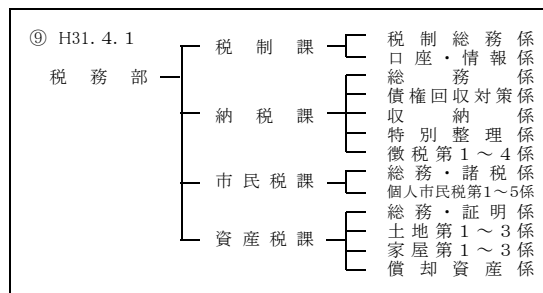 ⑨ H31.4.1
税務部
税制課
税制総務係
口座・情報係
納税課
総務係
債権回収対策係
収納係
特別整理係
徴税第1～4係
市民税課
総務・諸税係
個人市民税第1～5係
資産税課
総務・証明係
土地第1～3係
家屋第1～3係
償却資産係